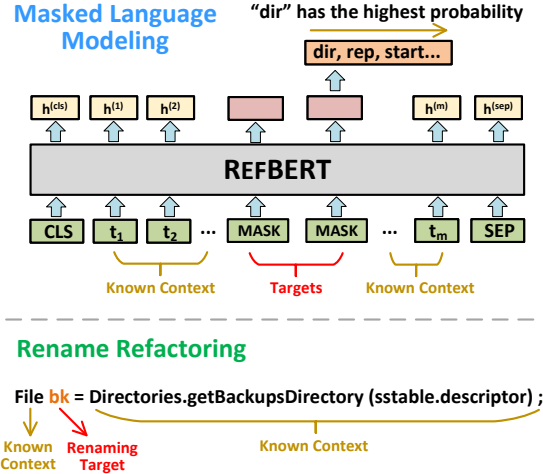 Masked Language Modeling
“dir” has the highest probability
dir, rep, start...
h(cls) h(1) h(2) h(m) h(sep)
REFBERT
CLS t1 t2 ... MASK MASK ... tm SEP
Known Context Targets Known Context
Rename Refactoring
File bk = Directories.getBackupsDirectory (sstable.descriptor) ;
Known Context
Renaming Target
Known Context